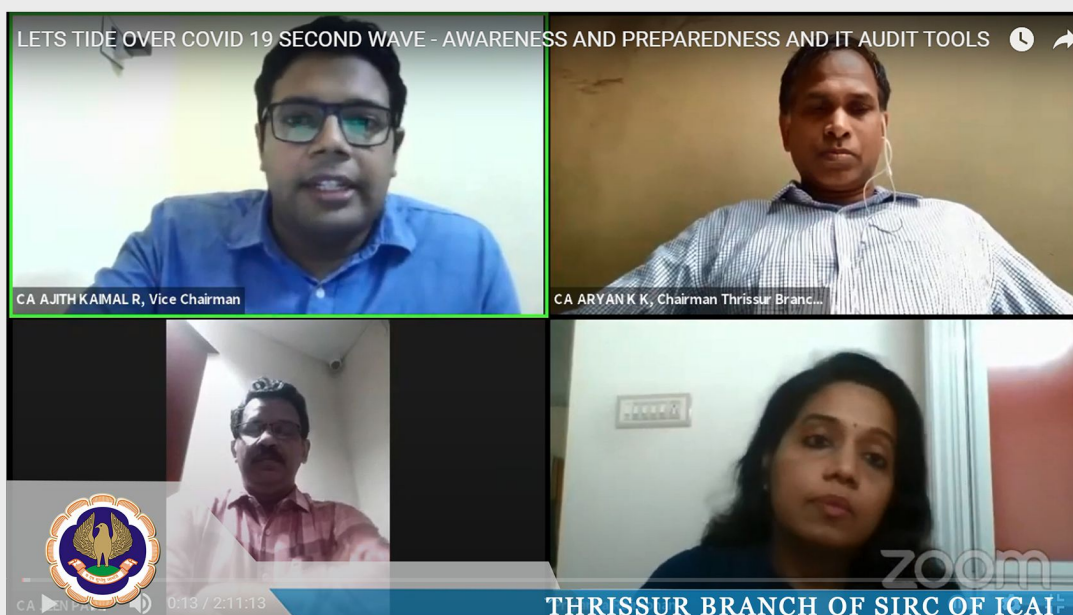 LETS TIDE OVER COVID 19 SECOND WAVE - AWARENESS AND PREPAREDNESS AND IT AUDIT TOOLS
CA AJITH KAIMAL R, Vice Chairman
CA ARYAN K K, Chairman Thrissur Branc...
zoom
CA
0:13 / 2:11:13
THRISSUR BRANCH OF SIRC OF ICAI